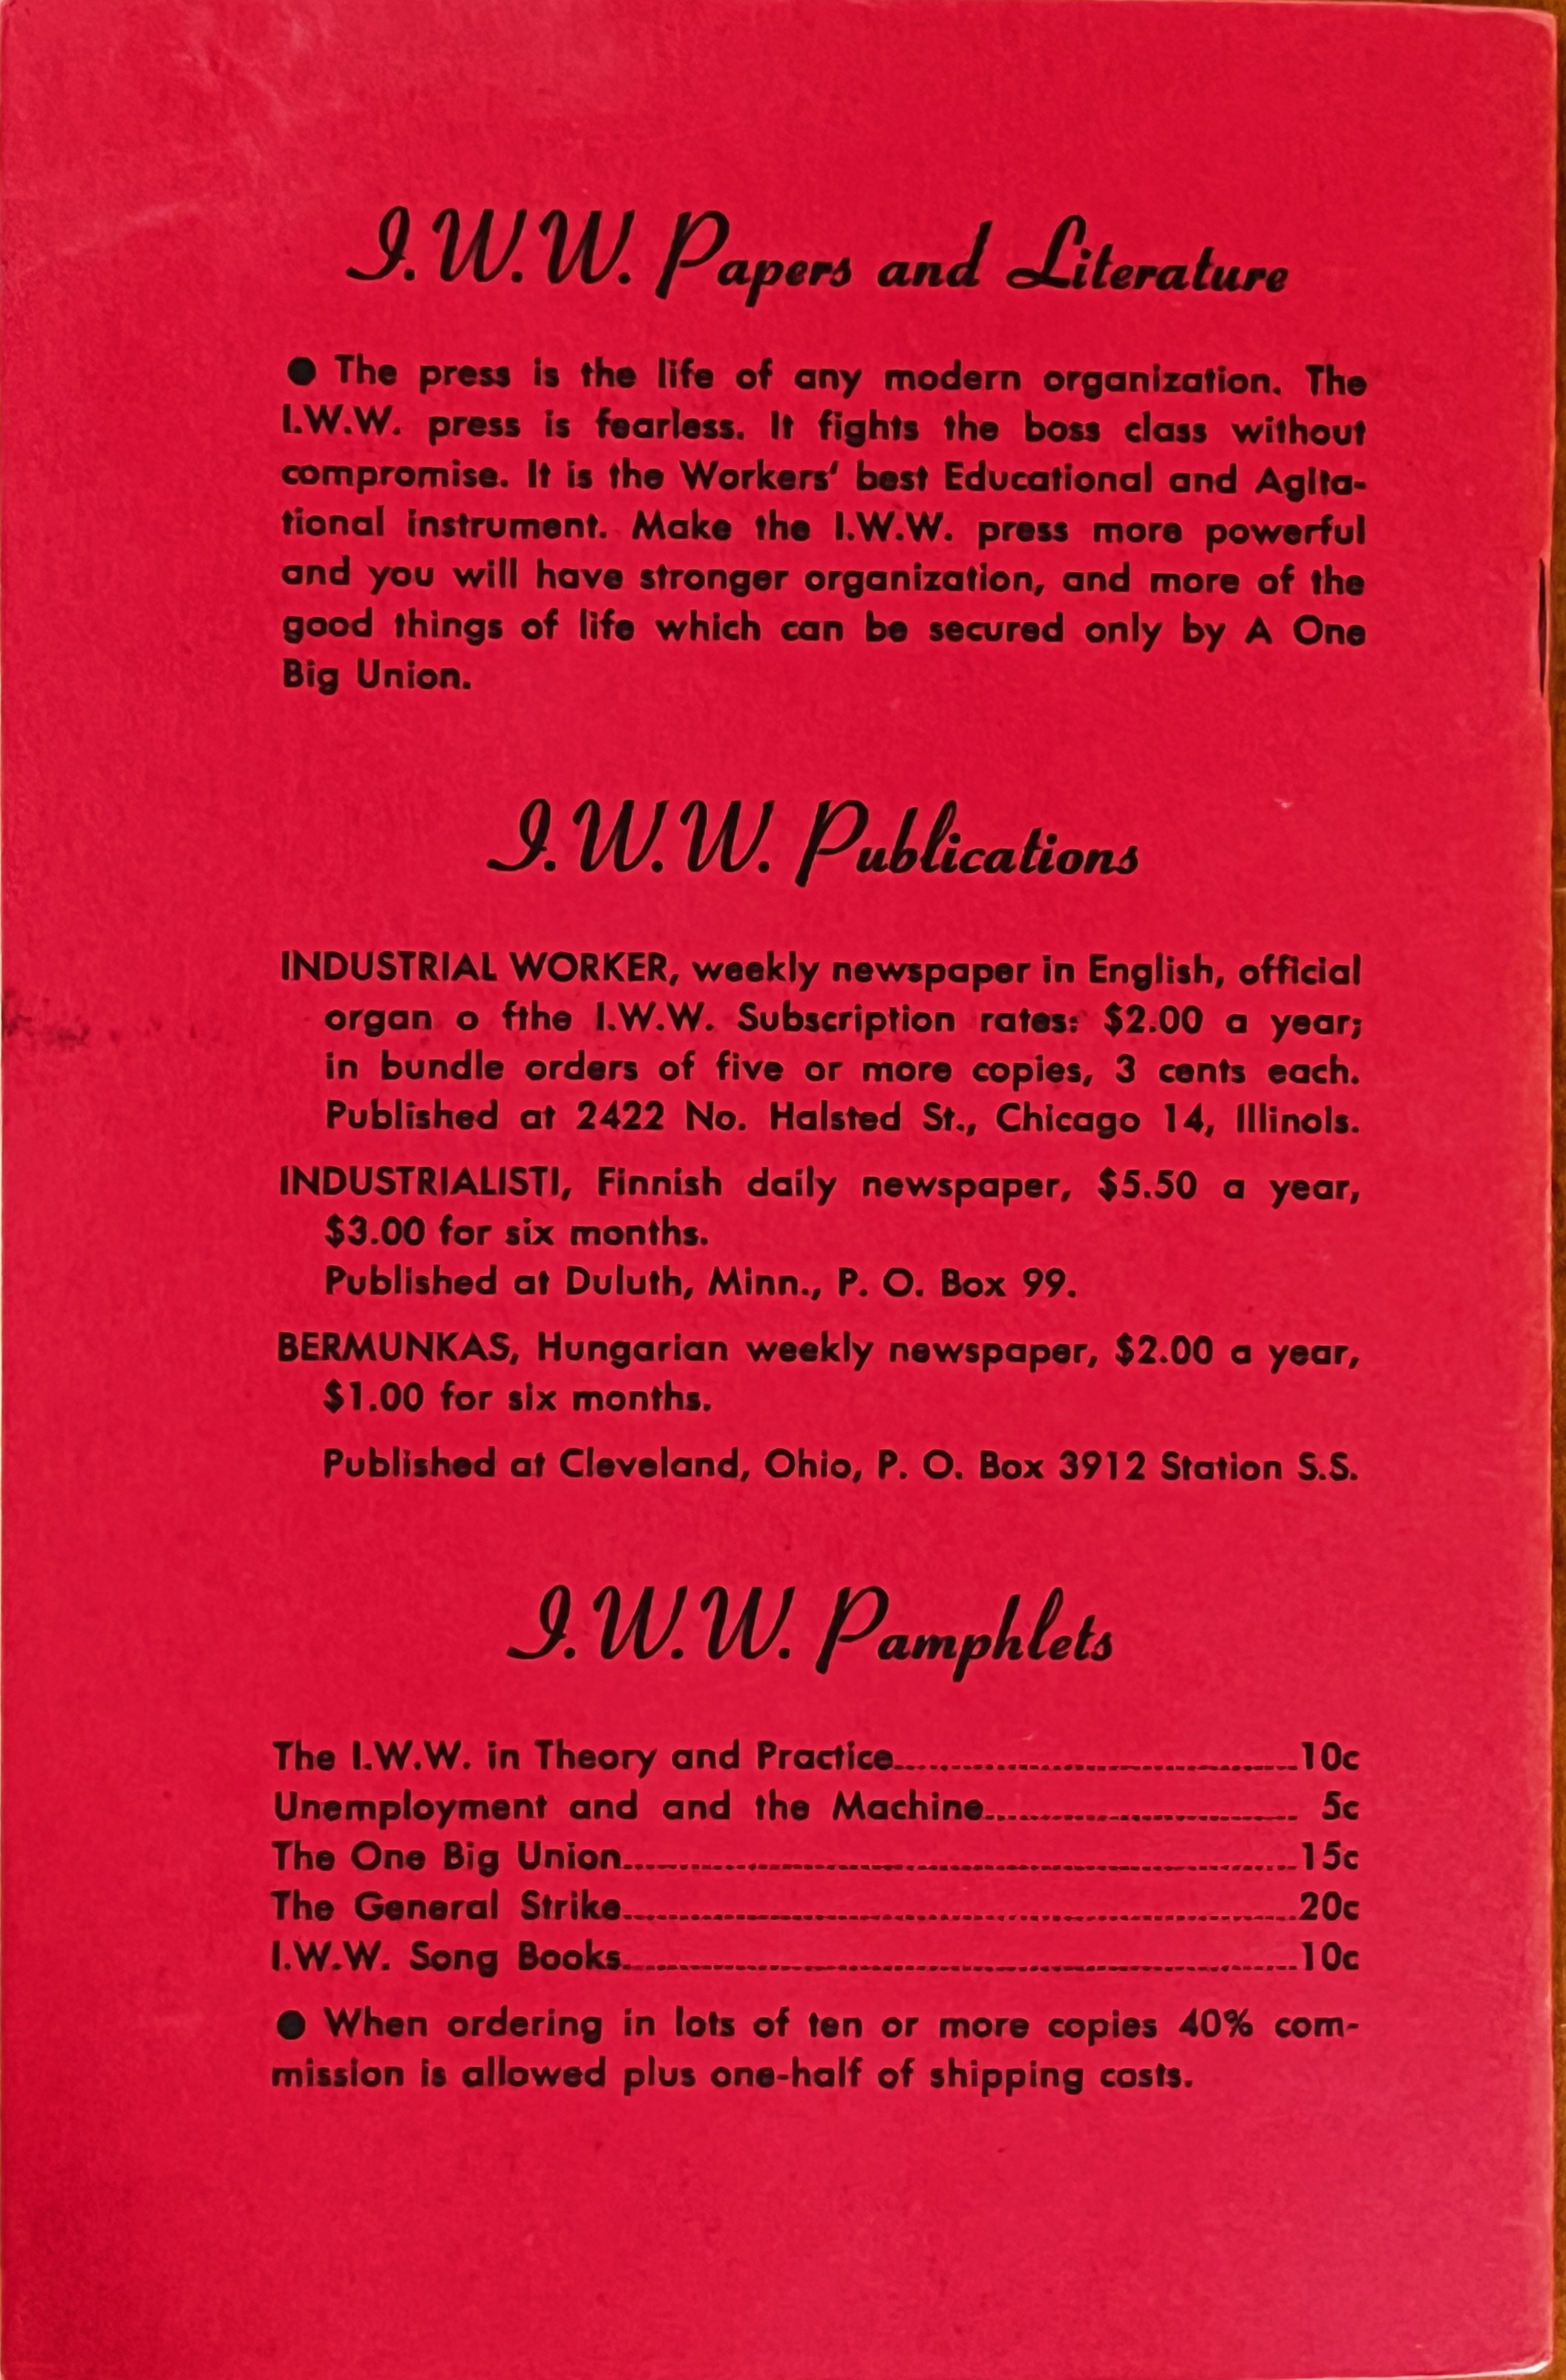 I.W.W. Papers and Literature
● The press is the life of any modern organization. The
I.W.W. press is fearless. It fights the boss class without
compromise. It is the Workers' best Educational and Agita-
tional instrument. Make the I.W.W. press more powerful
and you will have stronger organization, and more of the
good things of life which can be secured only by A One
Big Union.
I.W.W. Publications
INDUSTRIAL WORKER, weekly newspaper in English, official
organ o fthe I.W.W. Subscription rates: $2.00 a year;
in bundle orders of five or more copies, 3 cents each.
Published at 2422 No. Halsted St., Chicago 14, Illinois.
INDUSTRIALISTI, Finnish daily newspaper, $5.50 a year,
$3.00 for six months.
Published at Duluth, Minn., P. O. Box 99.
BERMUNKAS, Hungarian weekly newspaper, $2.00 a year,
$1.00 for six months.
Published at Cleveland, Ohio, P. O. Box 3912 Station S.S.
I.W.W. Pamphlets
The I.W.W. in Theory and Practice........................................10c
Unemployment and and the Machine................................ 5c
The One Big Union....................................................................15c
The General Strike....................................................................20c
I.W.W. Song Books....................................................................10c
● When ordering in lots of ten or more copies 40% com-
mission is allowed plus one-half of shipping costs.